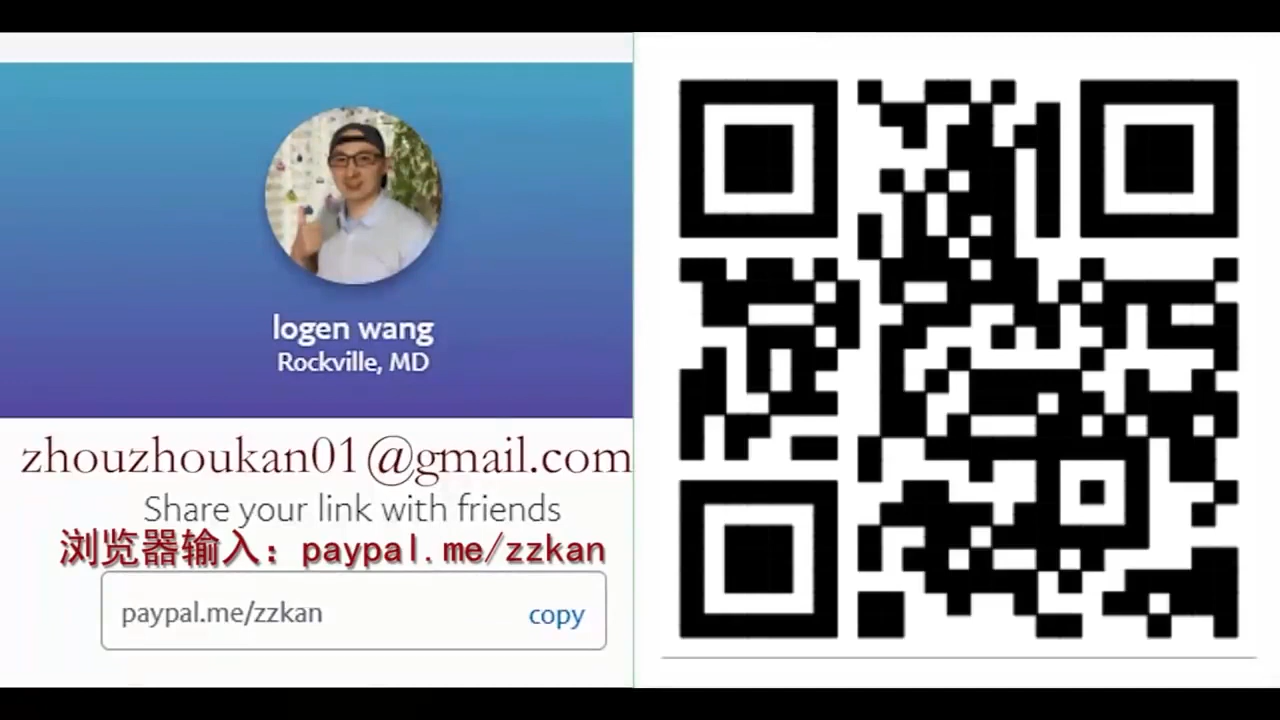 logen wang
Rockville, MD
zhouzhoukan01@gmail.com
Share your link with friends
浏览器输入：paypal.me/zzkan
paypal.me/zzkan copy